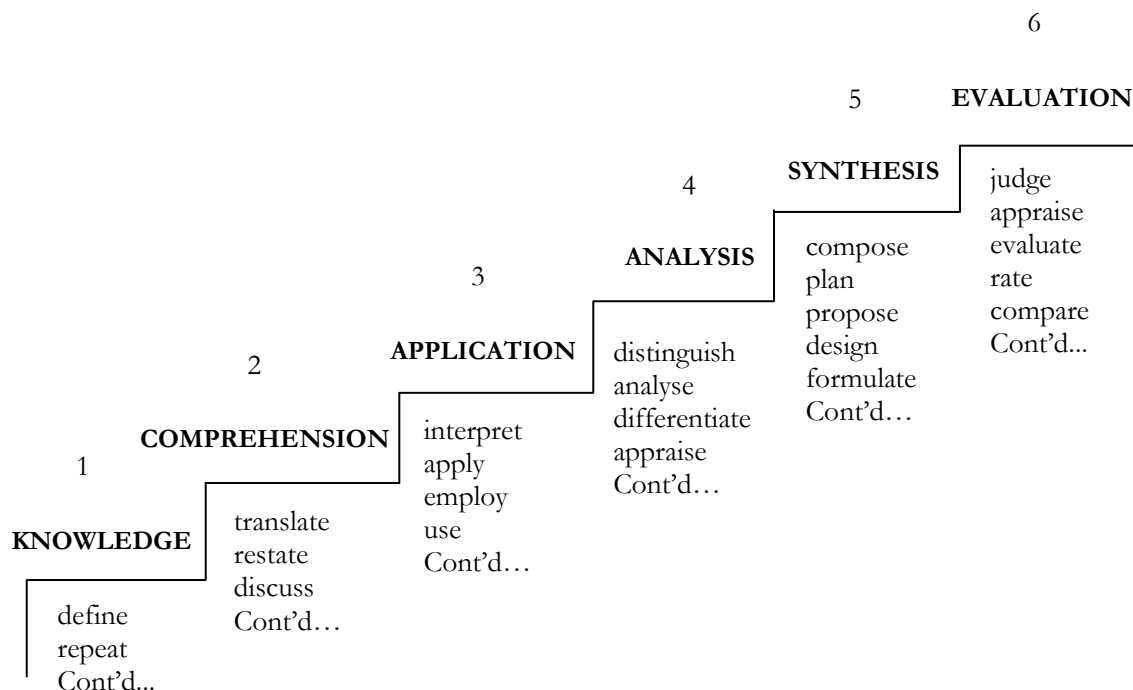 1
KNOWLEDGE
define
repeat
Cont’d...
2
COMPREHENSION
translate
restate
discuss
Cont’d…
3
APPLICATION
interpret
apply
employ
use
Cont’d…
4
ANALYSIS
distinguish
analyse
differentiate
appraise
Cont’d…
5
SYNTHESIS
compose
plan
propose
design
formulate
Cont’d…
6
EVALUATION
judge
appraise
evaluate
rate
compare
Cont’d...